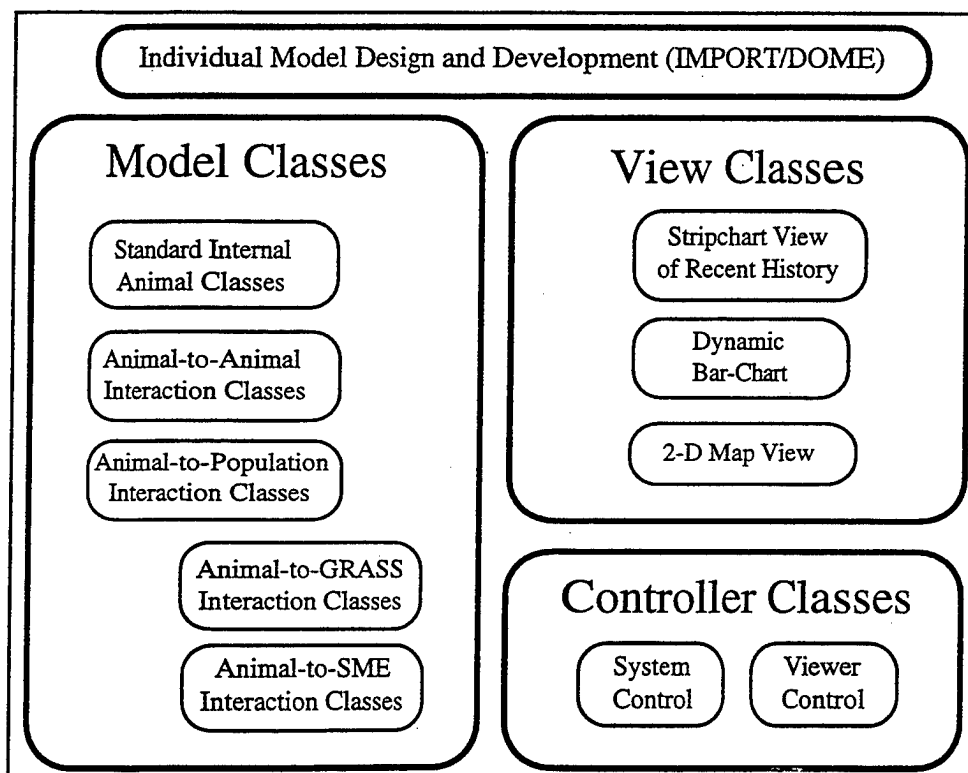 Individual Model Design and Development (IMPORT/DOME)
Model Classes
Standard Internal
Animal Classes
Animal-to-Animal
Interaction Classes
Animal-to-Population
Interaction Classes
Animal-to-GRASS
Interaction Classes
Animal-to-SME
Interaction Classes
View Classes
Stripchart View
of Recent History
Dynamic
Bar-Chart
2-D Map View
Controller Classes
System
Control
Viewer
Control